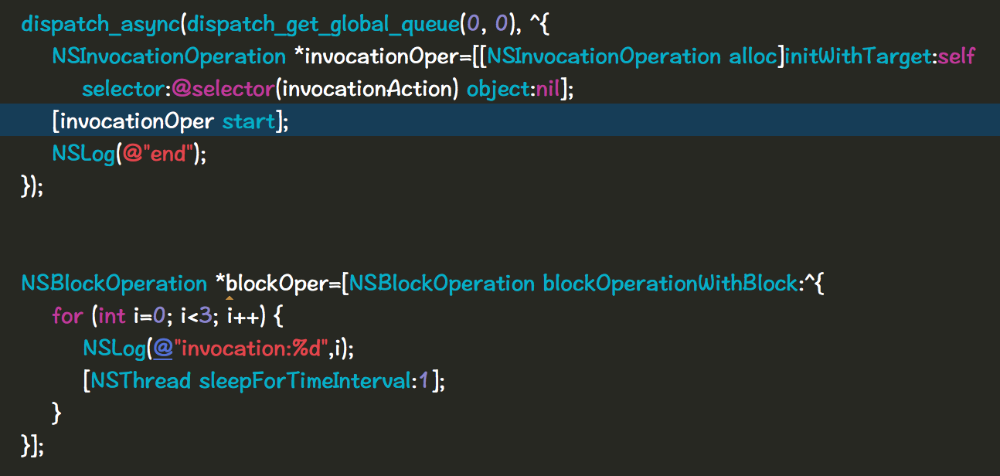 dispatch_async(dispatch_get_global_queue(0, 0), ^{
NSInvocationOperation *invocationOper=[[NSInvocationOperation alloc]initWithTarget:self
selector:@selector(invocationAction) object:nil];
[invocationOper start];
NSLog(@"end");
});
NSBlockOperation *blockOper=[NSBlockOperation blockOperationWithBlock:^{
for (int i=0; i<3; i++) {
NSLog(@"invocation:%d",i);
[NSThread sleepForTimeInterval:1];
}
}];